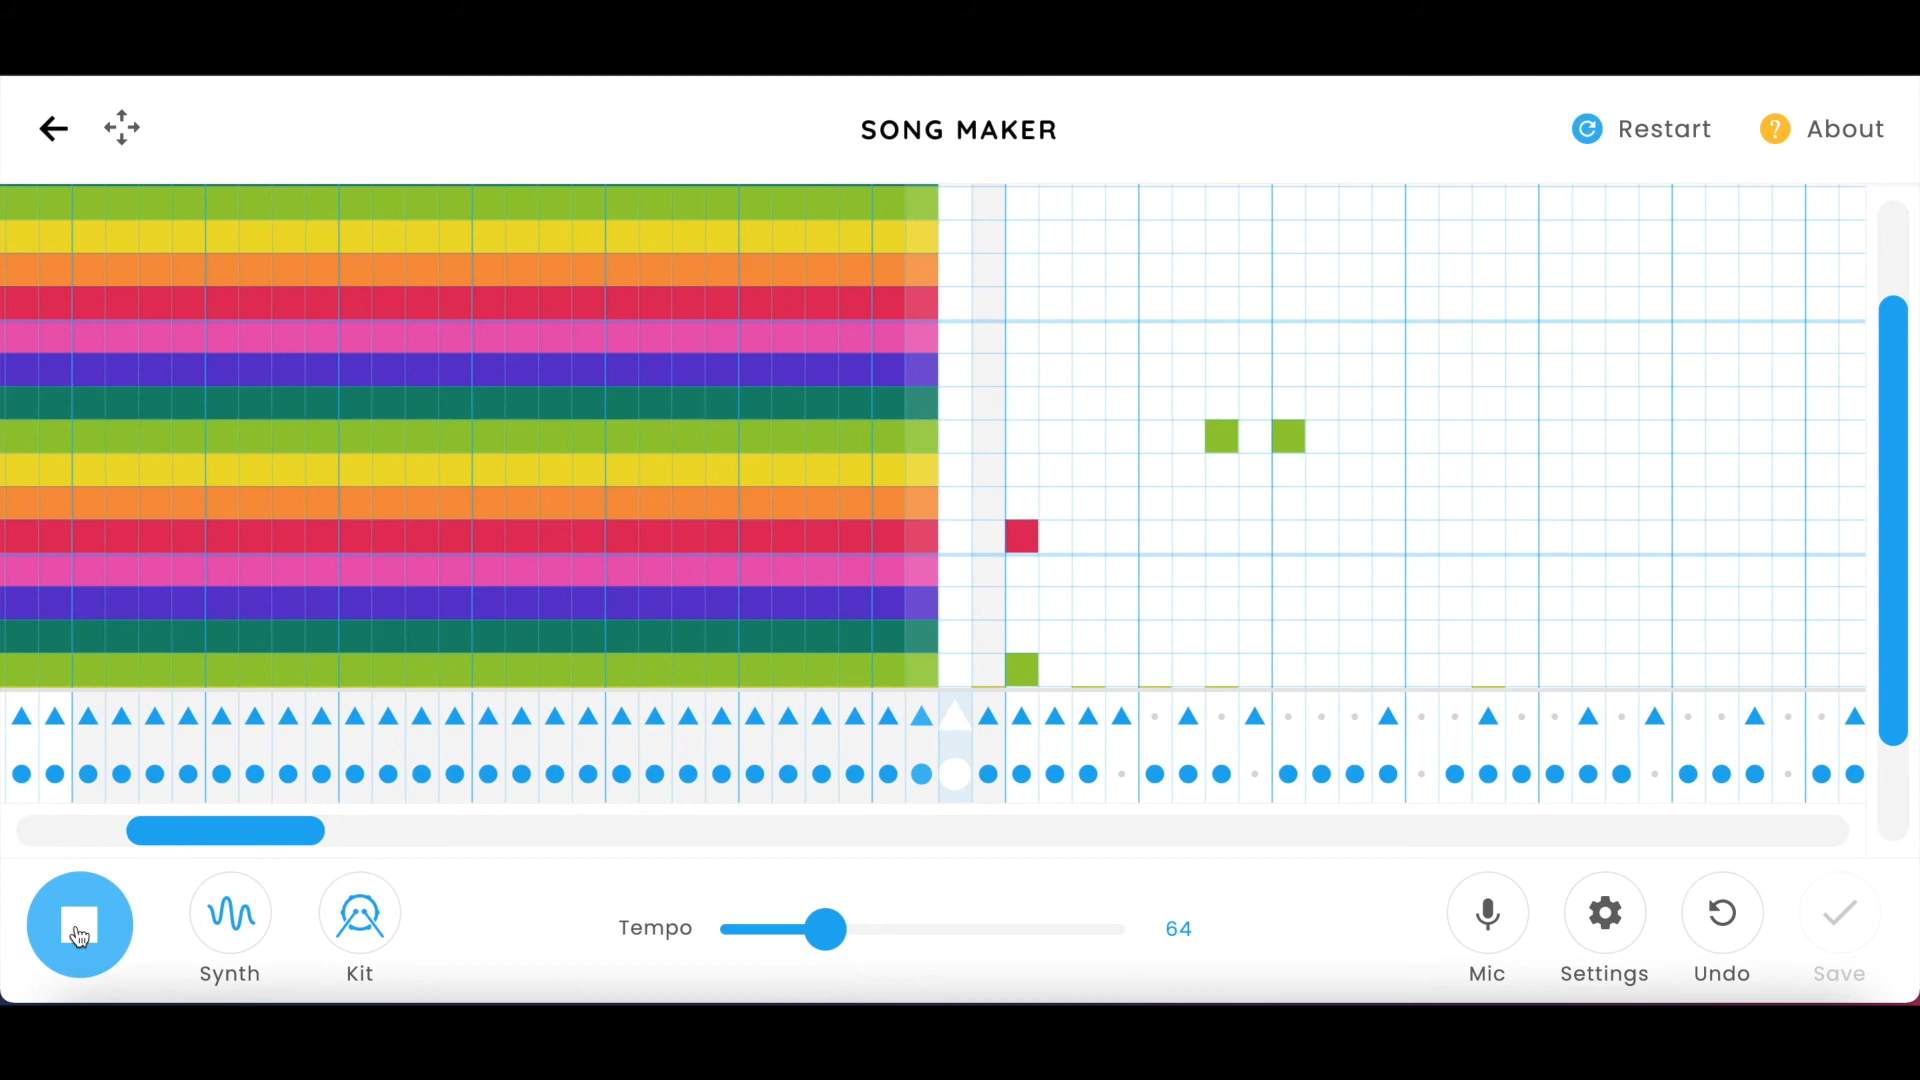 SONG MAKER
Restart
? About
Tempo
64
Synth
Kit
Mic
Settings
Undo
Save